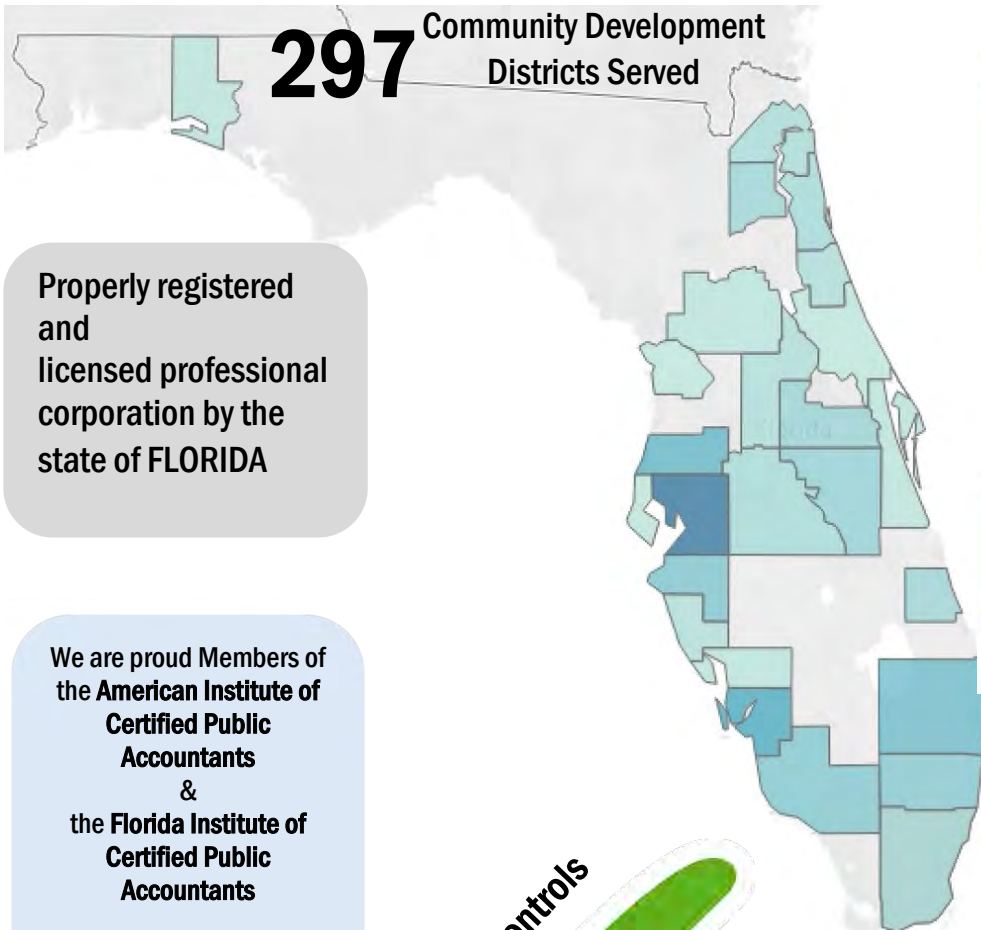 297
Community Development
Districts Served
Properly registered
and
licensed professional
corporation by the
state of FLORIDA
We are proud Members of
the American Institute of
Certified Public
Accountants
&
the Florida Institute of
Certified Public
Accountants